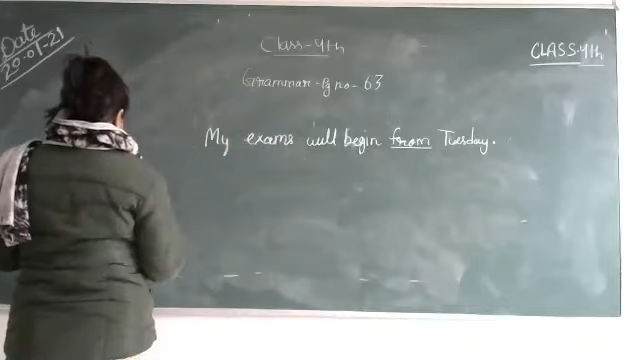 Date
20.01.21
Class-4th
CLASS-4th
Grammar-Pg no-63
My exams will begin from Tuesday.